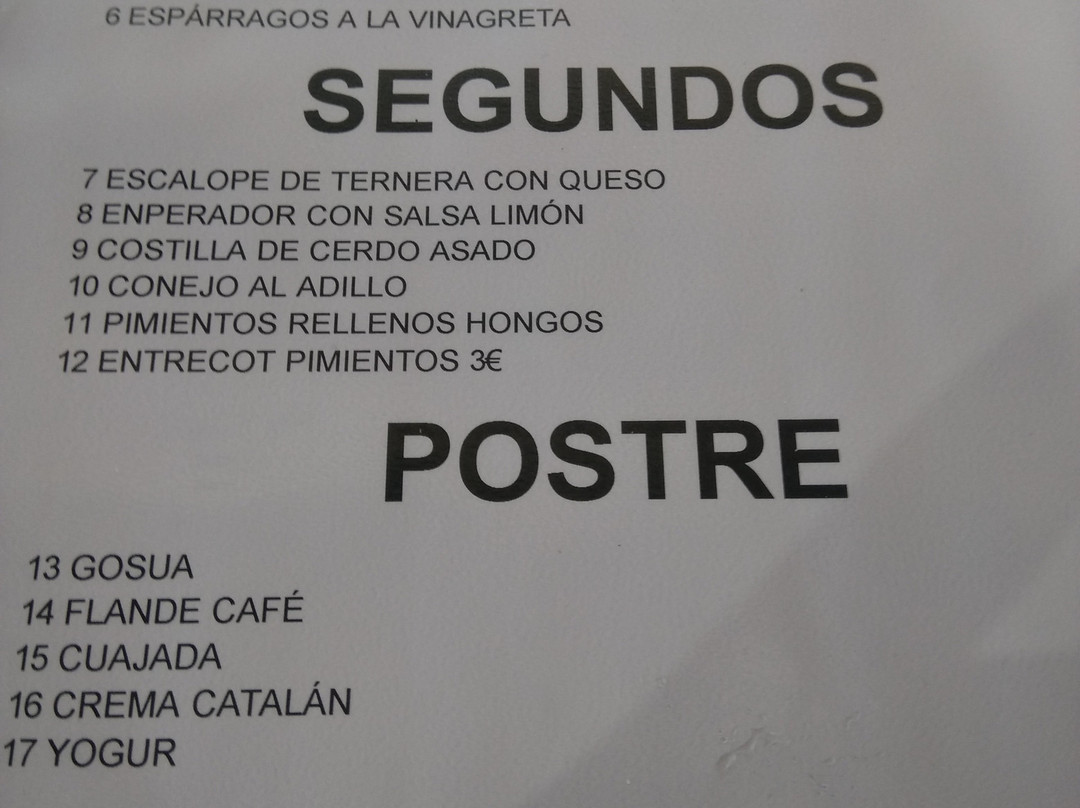 6 ESPÁRRAGOS A LA VINAGRETA
SEGUNDOS
7 ESCALOPE DE TERNERA CON QUESO
8 ENPERADOR CON SALSA LIMÓN
9 COSTILLA DE CERDO ASADO
10 CONEJO AL ADILLO
11 PIMIENTOS RELLENOS HONGOS
12 ENTRECOT PIMIENTOS 3€
POSTRE
13 GOSUA
14 FLANDE CAFÉ
15 CUAJADA
16 CREMA CATALÁN
17 YOGUR